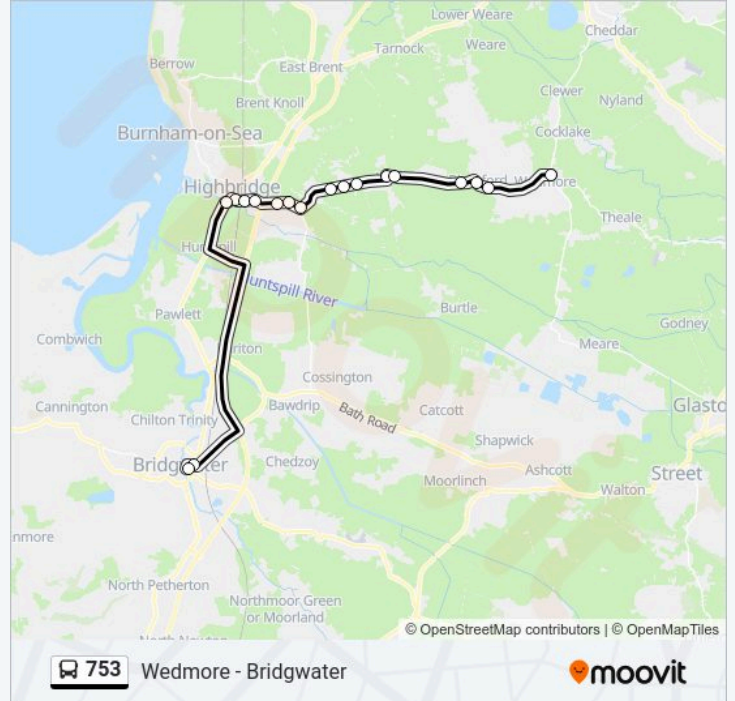 Lower Weare
Cheddar
Tarnock
Weare
Berrow
East Brent
Clewer
Nyland
Brent Knoll
Burnham-on-Sea
Cocklake
Highbridge
Theale
Huntspill River
Pawlett
Burtle
Godney
Combwich
Meare
Cossington
Cannington
Bawdrip
Catcott
Chilton Trinity
Bath Road
Shapwick
Chedzoy
Ashcott
Street
Moorlinch
Walton
North Petherton
Northmoor Green
or Moorland
© OpenStreetMap contributors | © OpenMapTiles
753 Wedmore - Bridgwater
moovit